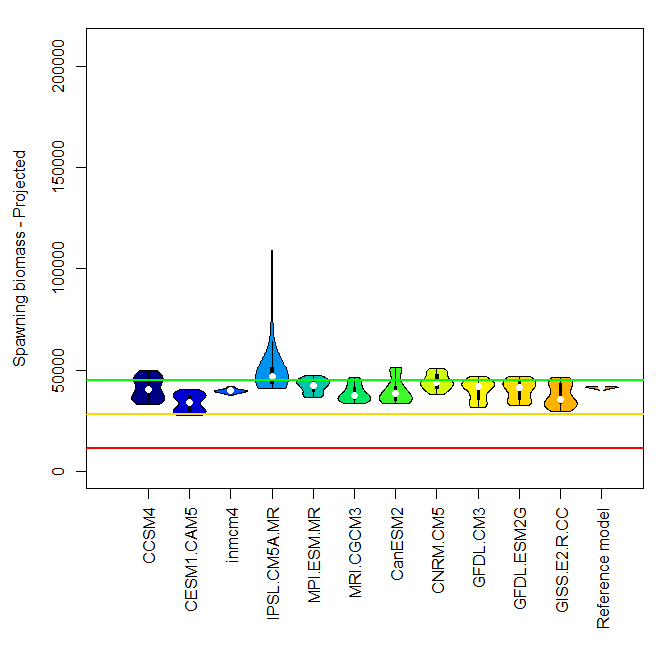 Spawning biomass - Projected
200000
150000
100000
50000
0
CCSM4
CESM1.CAM5
inmcm4
IPSL.CM5A.MR
MPI.ESM.MR
MRI.CGCM3
CanESM2
CNRM.CM5
GFDL.CM3
GFDL.ESM2G
GISS.E2.R.CC
Reference model